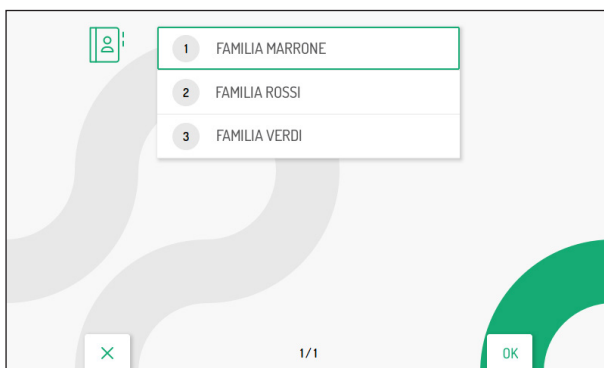 1 FAMILIA MARRONE
2 FAMILIA ROSSI
3 FAMILIA VERDI
1/1
OK